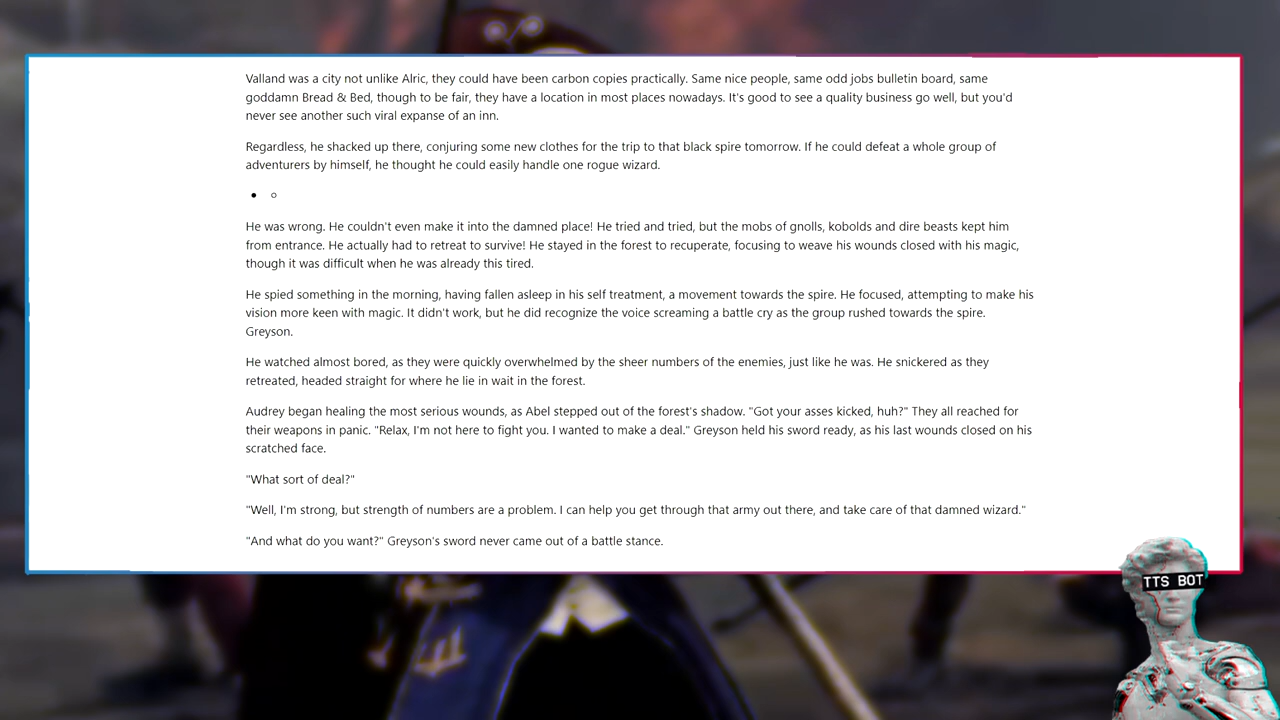 Valland was a city not unlike Alric, they could have been carbon copies practically. Same nice people, same odd jobs bulletin board, same
goddamn Bread & Bed, though to be fair, they have a location in most places nowadays. It's good to see a quality business go well, but you'd
never see another such viral expanse of an inn.
Regardless, he shacked up there, conjuring some new clothes for the trip to that black spire tomorrow. If he could defeat a whole group of
adventurers by himself, he thought he could easily handle one rogue wizard.
He was wrong. He couldn't even make it into the damned place! He tried and tried, but the mobs of gnolls, kobolds and dire beasts kept him
from entrance. He actually had to retreat to survive! He stayed in the forest to recuperate, focusing to weave his wounds closed with his magic,
though it was difficult when he was already this tired.
He spied something in the morning, having fallen asleep in his self treatment, a movement towards the spire. He focused, attempting to make his
vision more keen with magic. It didn't work, but he did recognize the voice screaming a battle cry as the group rushed towards the spire.
Greyson.
He watched almost bored, as they were quickly overwhelmed by the sheer numbers of the enemies, just like he was. He snickered as they
retreated, headed straight for where he lie in wait in the forest.
Audrey began healing the most serious wounds, as Abel stepped out of the forest's shadow. "Got your asses kicked, huh?" They all reached for
their weapons in panic. "Relax, I'm not here to fight you. I wanted to make a deal." Greyson held his sword ready, as his last wounds closed on his
scratched face.
"What sort of deal?"
"Well, I'm strong, but strength of numbers are a problem. I can help you get through that army out there, and take care of that damned wizard."
"And what do you want?" Greyson's sword never came out of a battle stance.
TTS BOT